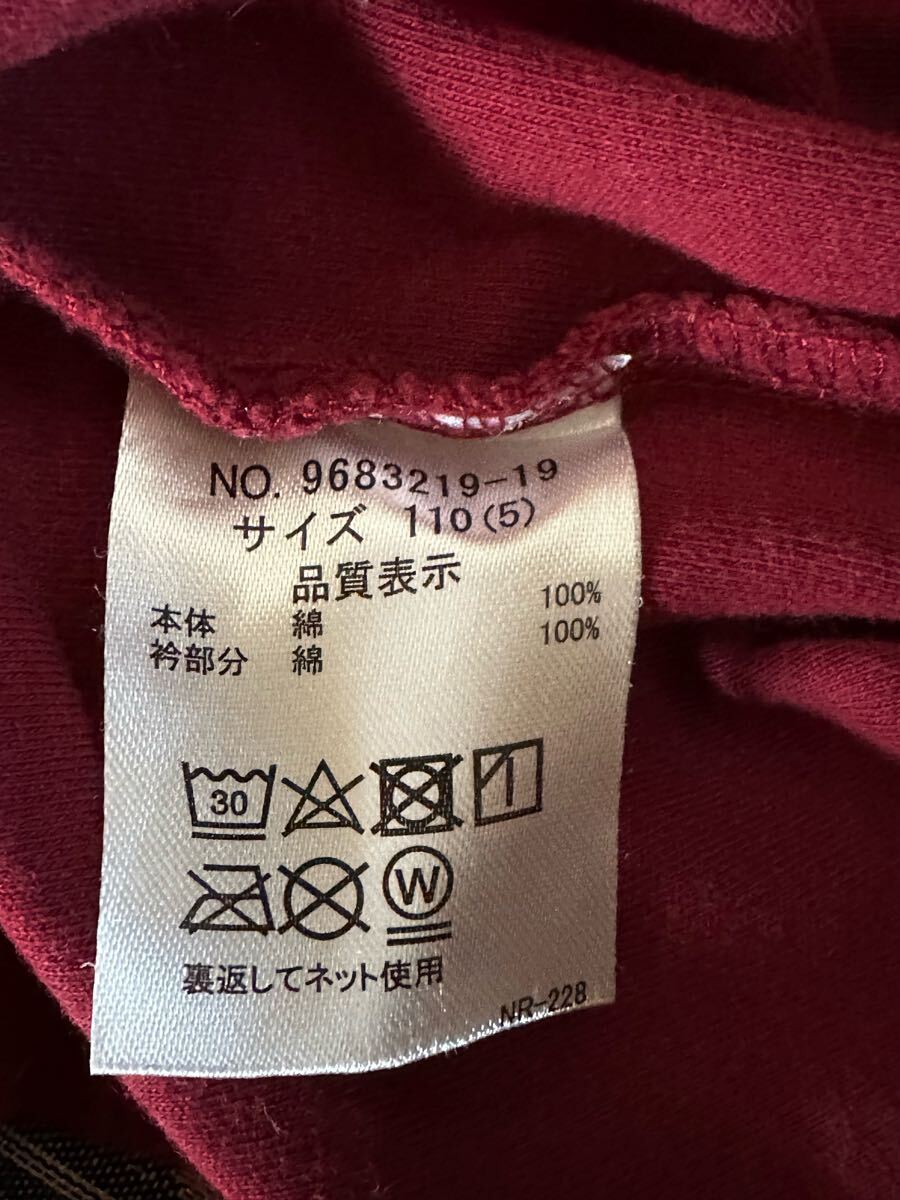 NO. 9683219-19
サイズ 110(5)
品質表示
本体 綿 100%
衿部分 綿 100%
30
W
裏返してネット使用
NR-228